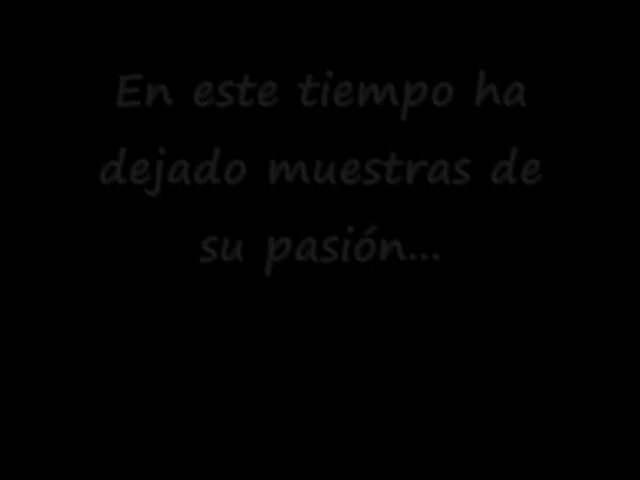 En este tiempo ha
dejado muestras de
su pasión...